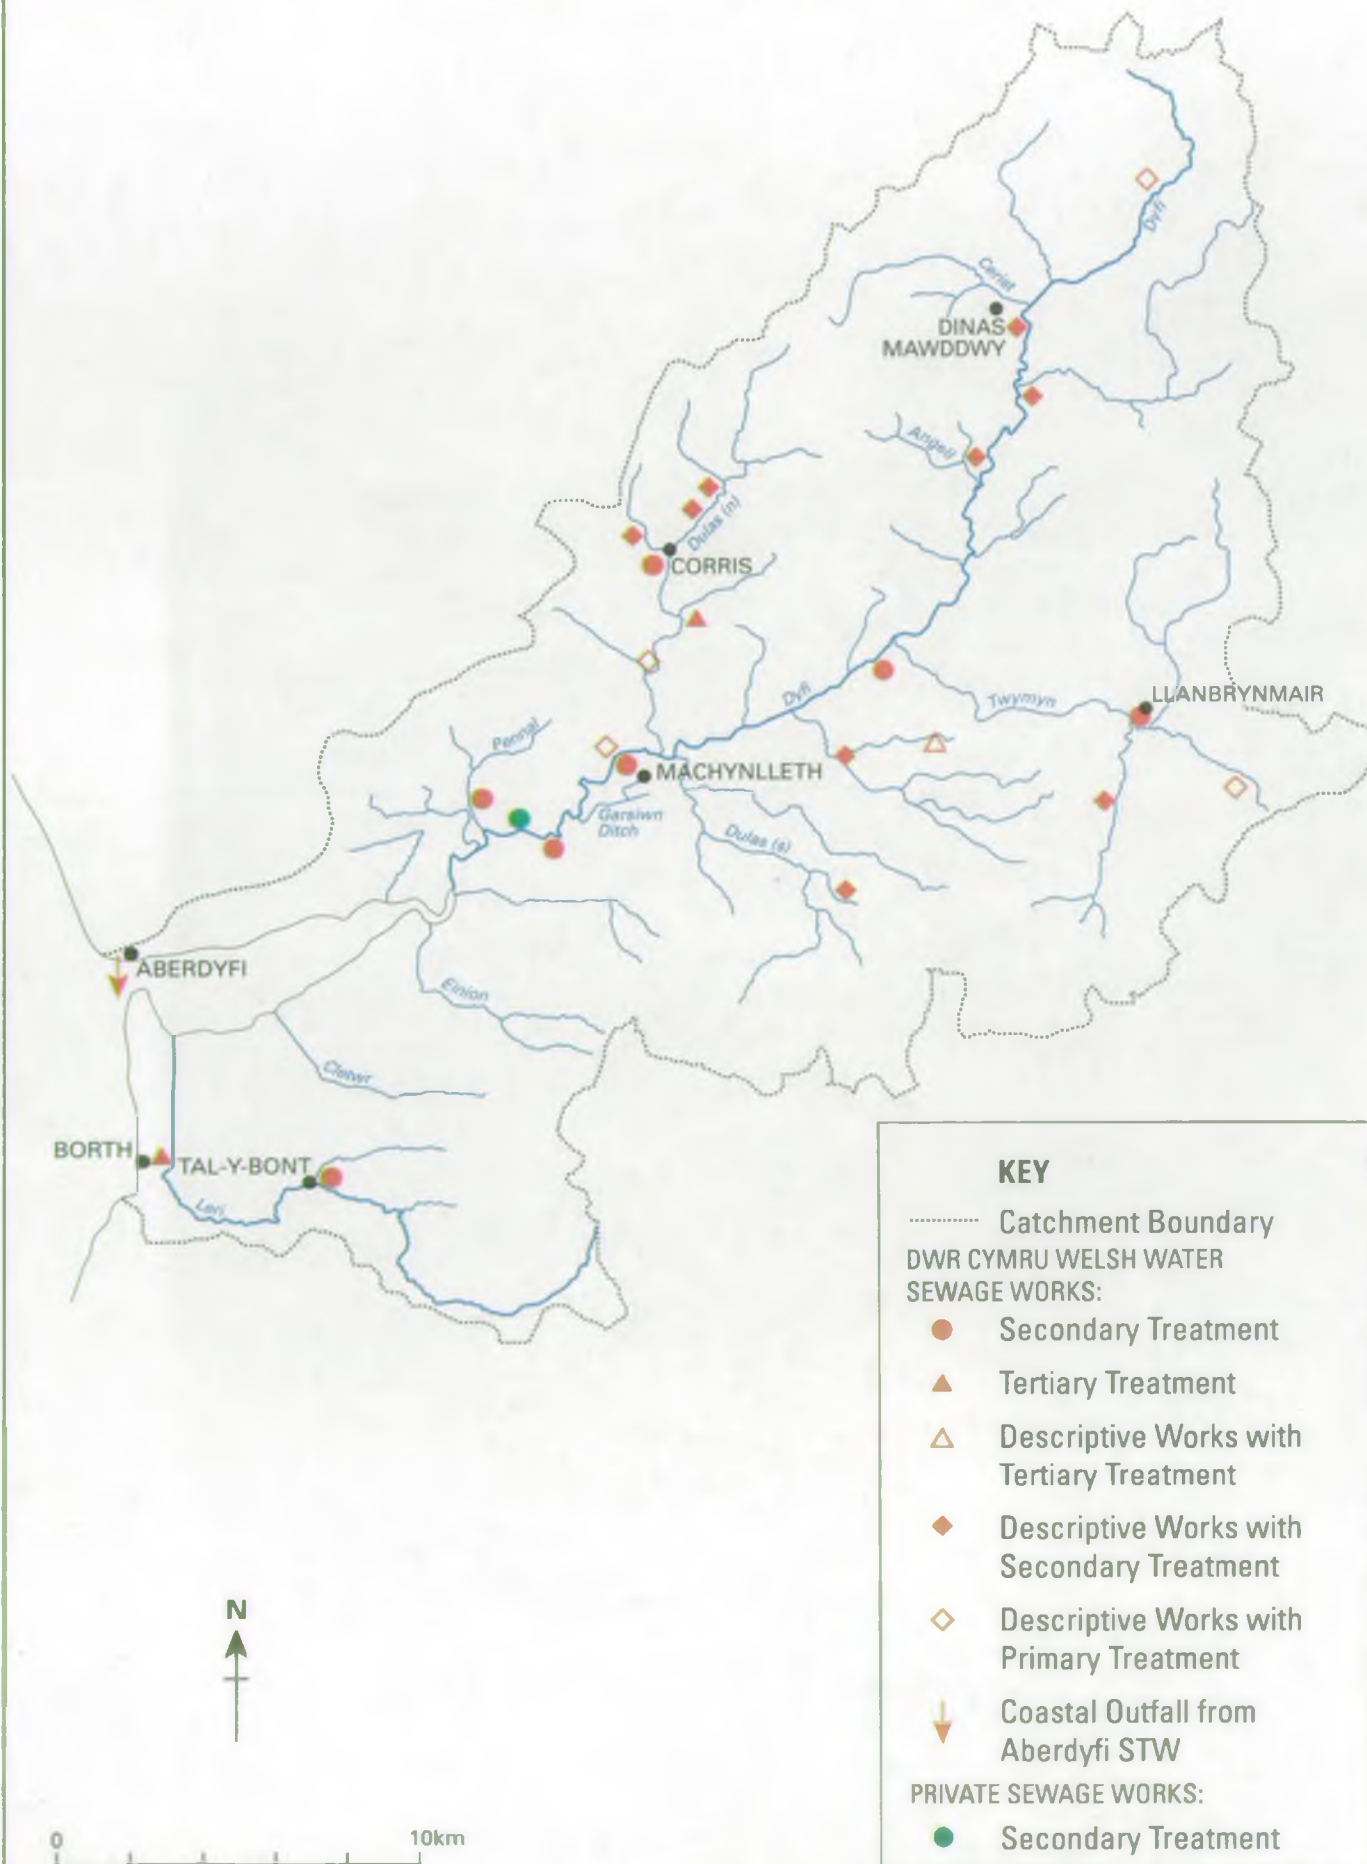 Dyfi
Cerist
DINAS
MAWDDWY
Angell
Dulas (n)
CORRIS
Dyfi
Twymyn
LLANBRYNMAIR
Pennal
MACHYNLLETH
Garsiwn
Ditch
Dulas (s)
ABERDYFI
Einion
Cletwr
BORTH
TAL-Y-BONT
Leri
KEY
Catchment Boundary
DWR CYMRU WELSH WATER
SEWAGE WORKS:
Secondary Treatment
Tertiary Treatment
Descriptive Works with
Tertiary Treatment
Descriptive Works with
Secondary Treatment
Descriptive Works with
Primary Treatment
Coastal Outfall from
Aberdyfi STW
PRIVATE SEWAGE WORKS:
Secondary Treatment
N
0 10km